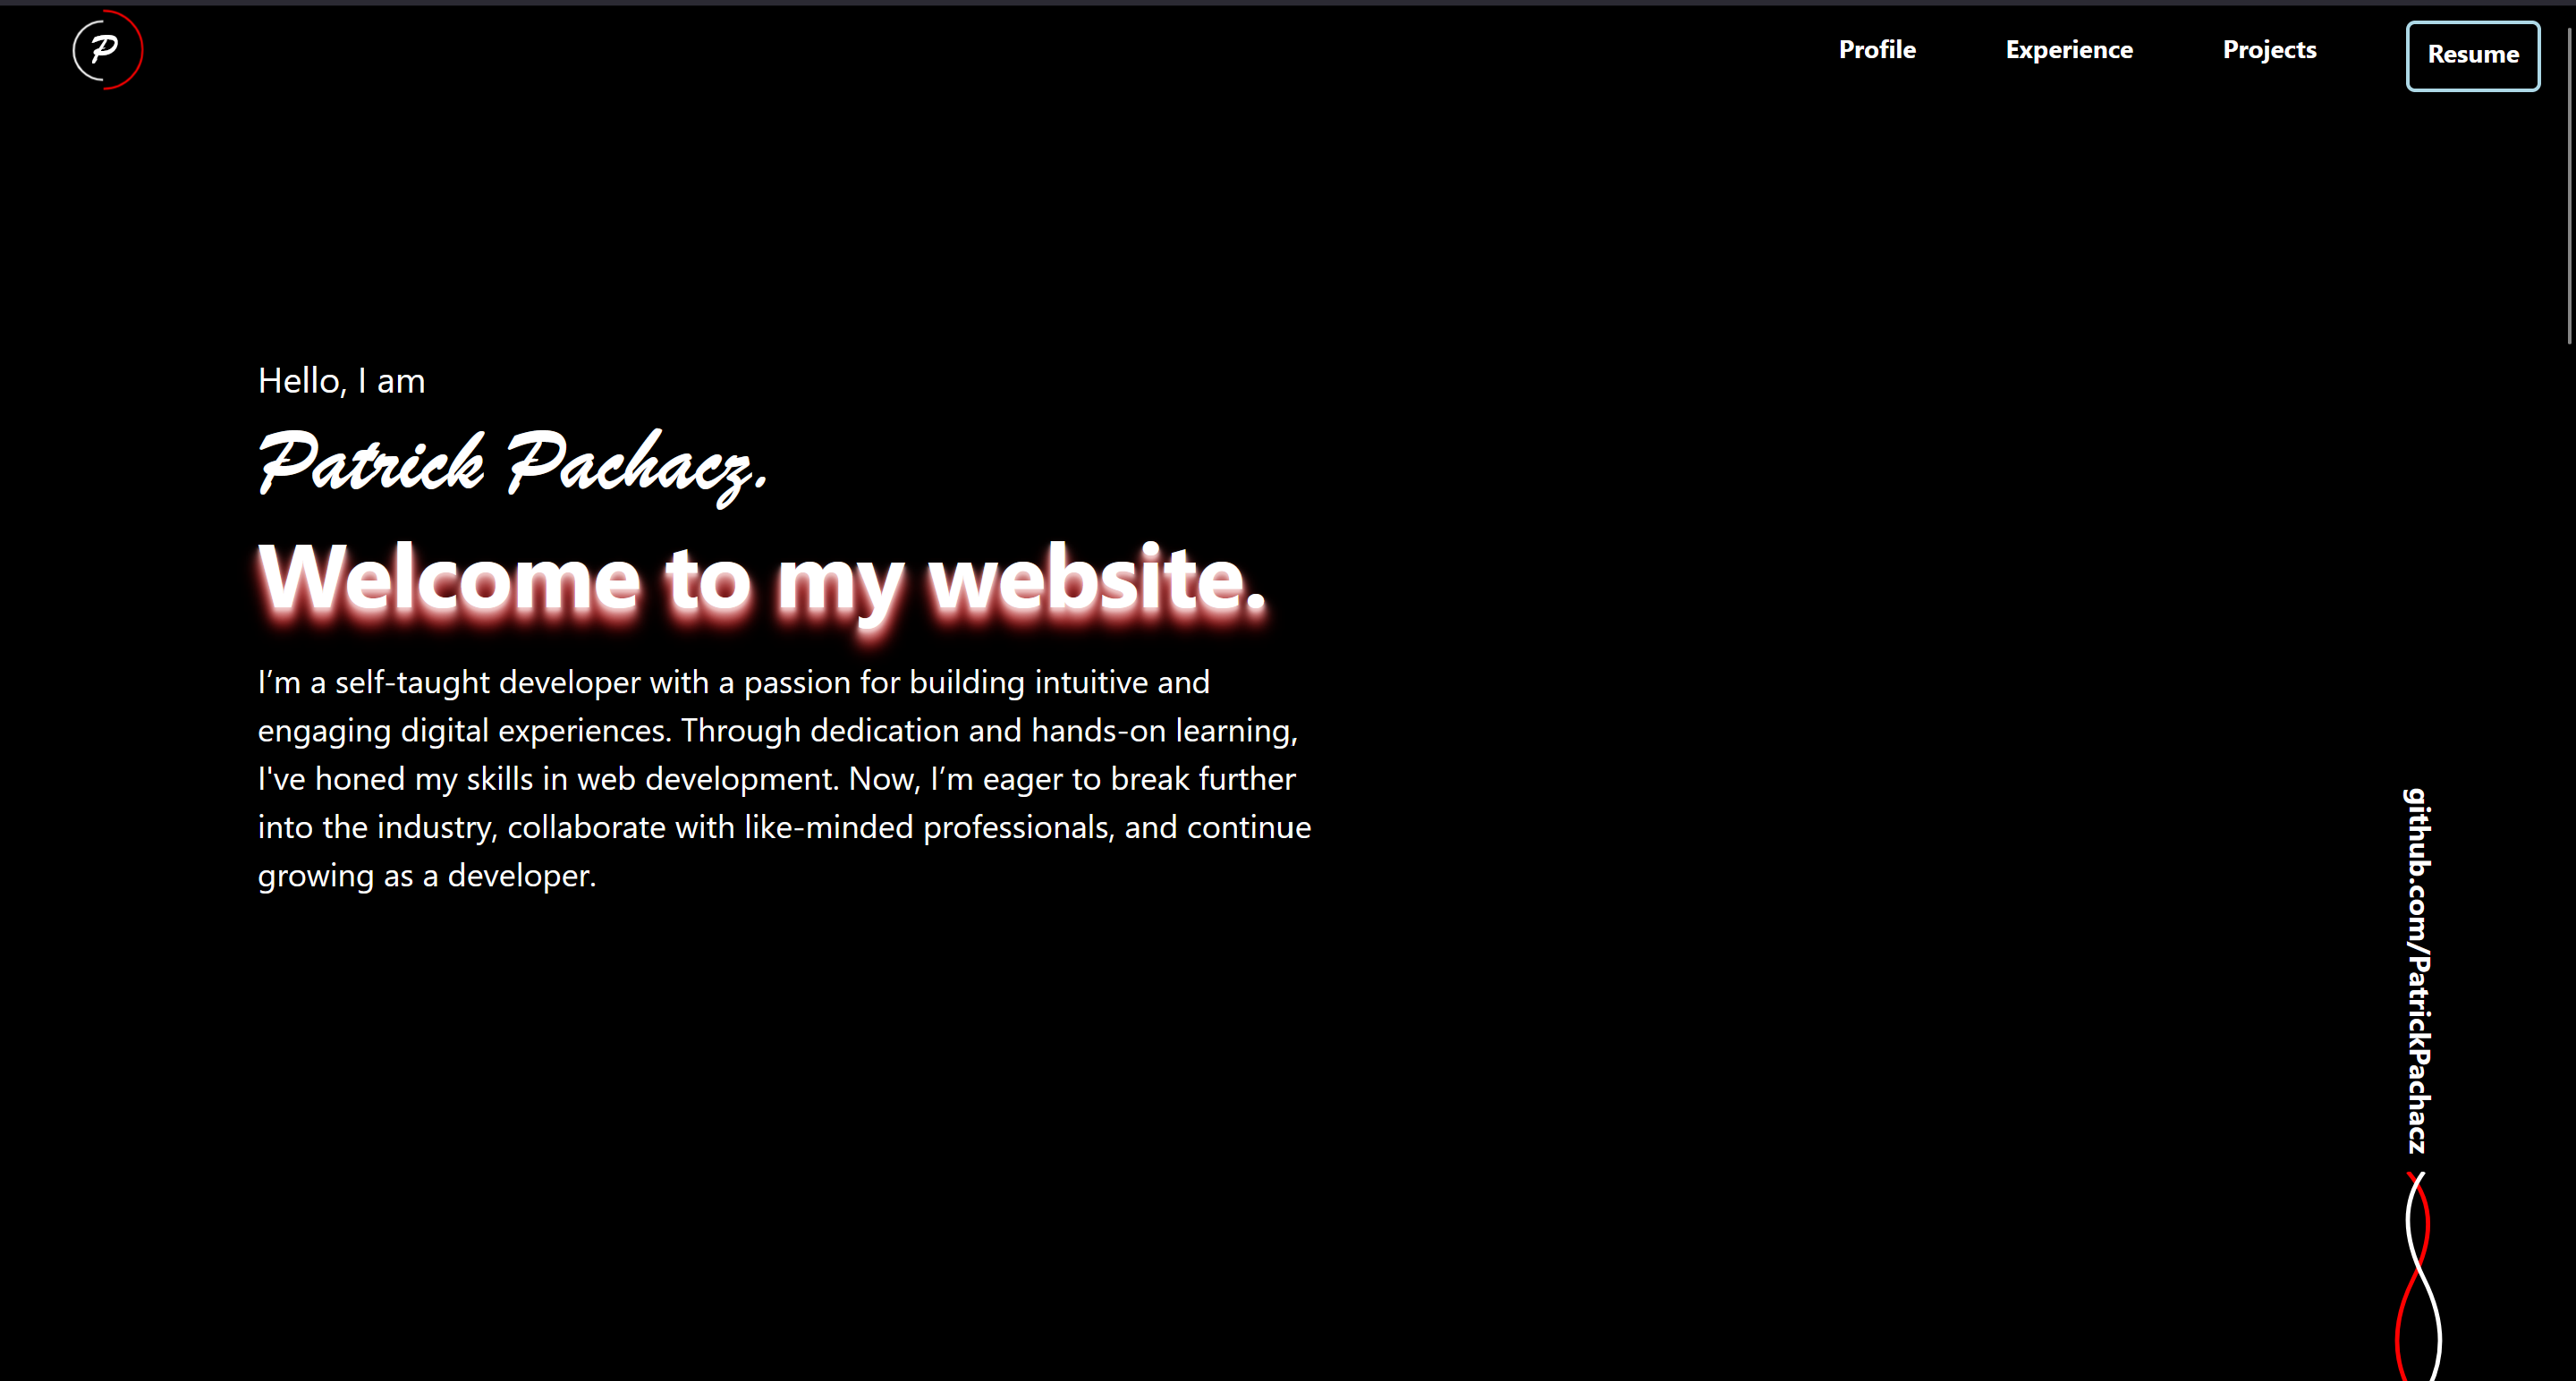 P
Profile
Experience
Projects
Resume
Hello, I am
Patrick Pachacz.
Welcome to my website.
I’m a self-taught developer with a passion for building intuitive and
engaging digital experiences. Through dedication and hands-on learning,
I've honed my skills in web development. Now, I’m eager to break further
into the industry, collaborate with like-minded professionals, and continue
growing as a developer.
github.com/PatrickPachacz